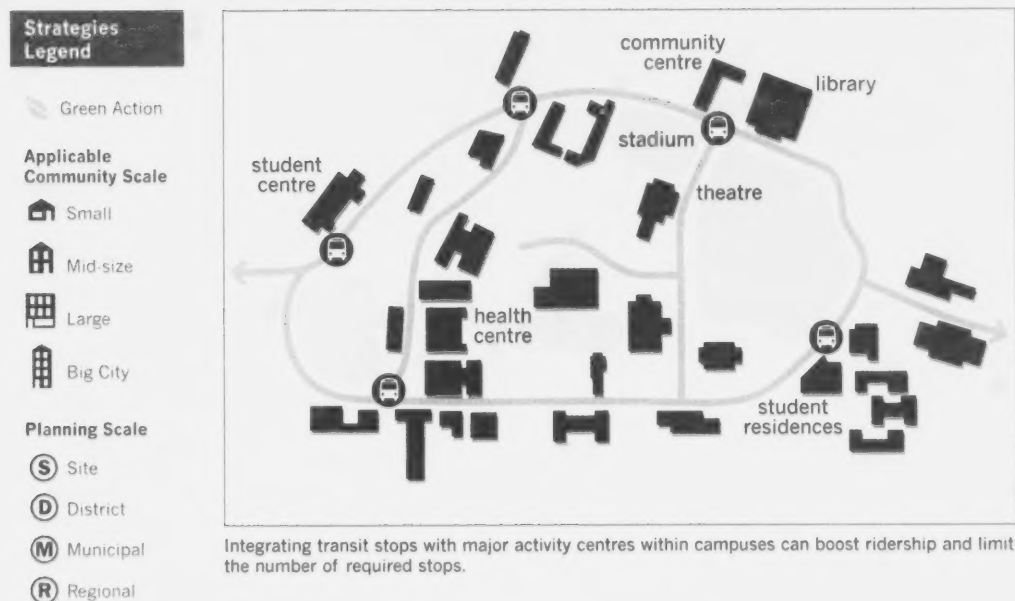 Strategies
Legend
Green Action
Applicable
Community Scale
Small
Mid-size
Large
Big City
Planning Scale
S Site
D District
M Municipal
R Regional
community
centre
library
stadium
student
centre
theatre
health
centre
student
residences
Integrating transit stops with major activity centres within campuses can boost ridership and limit
the number of required stops.